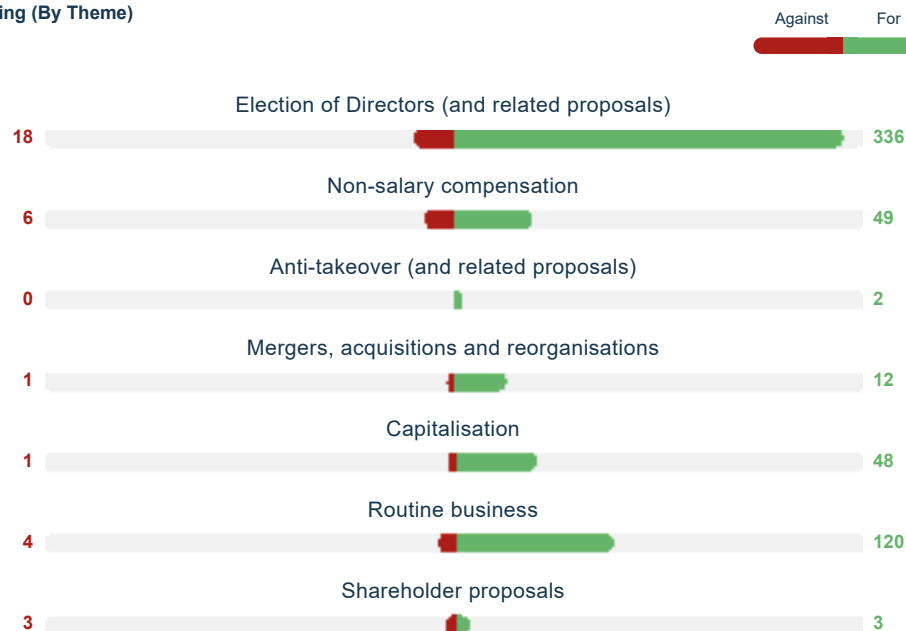 ing (By Theme)
Against For
Election of Directors (and related proposals)
18 336
Non-salary compensation
6 49
Anti-takeover (and related proposals)
0 2
Mergers, acquisitions and reorganisations
1 12
Capitalisation
1 48
Routine business
4 120
Shareholder proposals
3 3